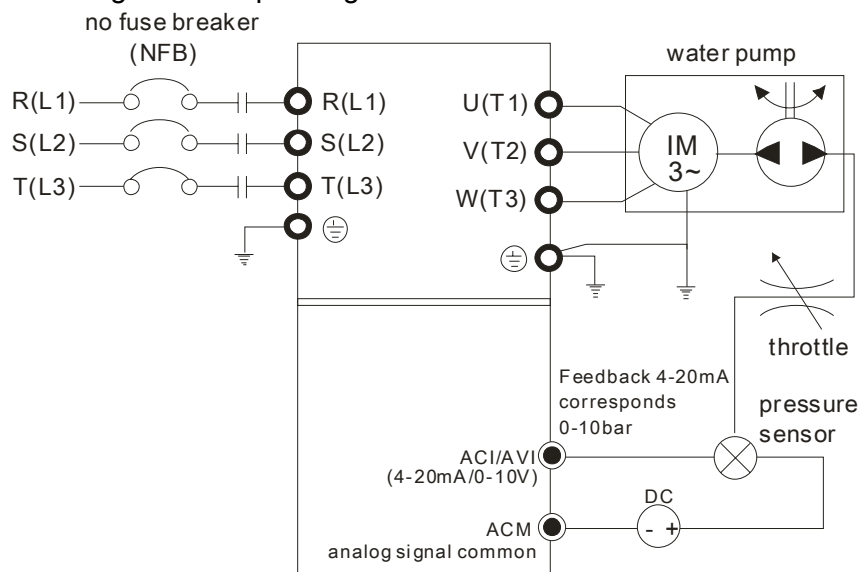 no fuse breaker
(NFB)
water pump
R(L1)
R(L1)
U(T1)
S(L2)
S(L2)
V(T2)
IM
3~
T(L3)
T(L3)
W(T3)
throttle
Feedback 4-20mA
corresponds
0-10bar
pressure
sensor
ACI/AVI
(4-20mA/0-10V)
DC
- +
ACM
analog signal common